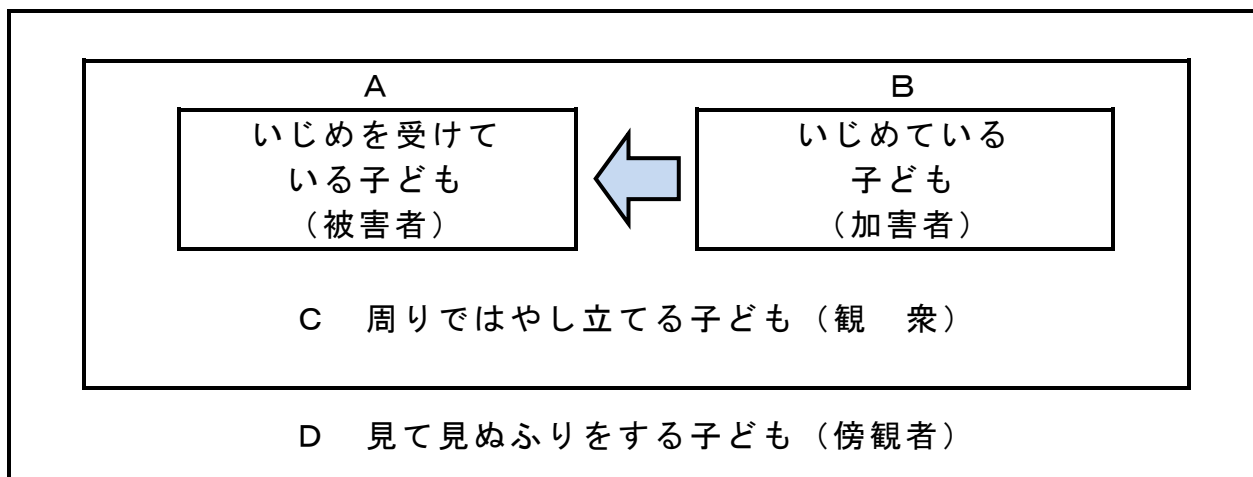 A
いじめを受けて
いる子ども
（被害者）
B
いじめている
子ども
（加害者）
C　周りではやし立てる子ども（観　衆）
D　見て見ぬふりをする子ども（傍観者）